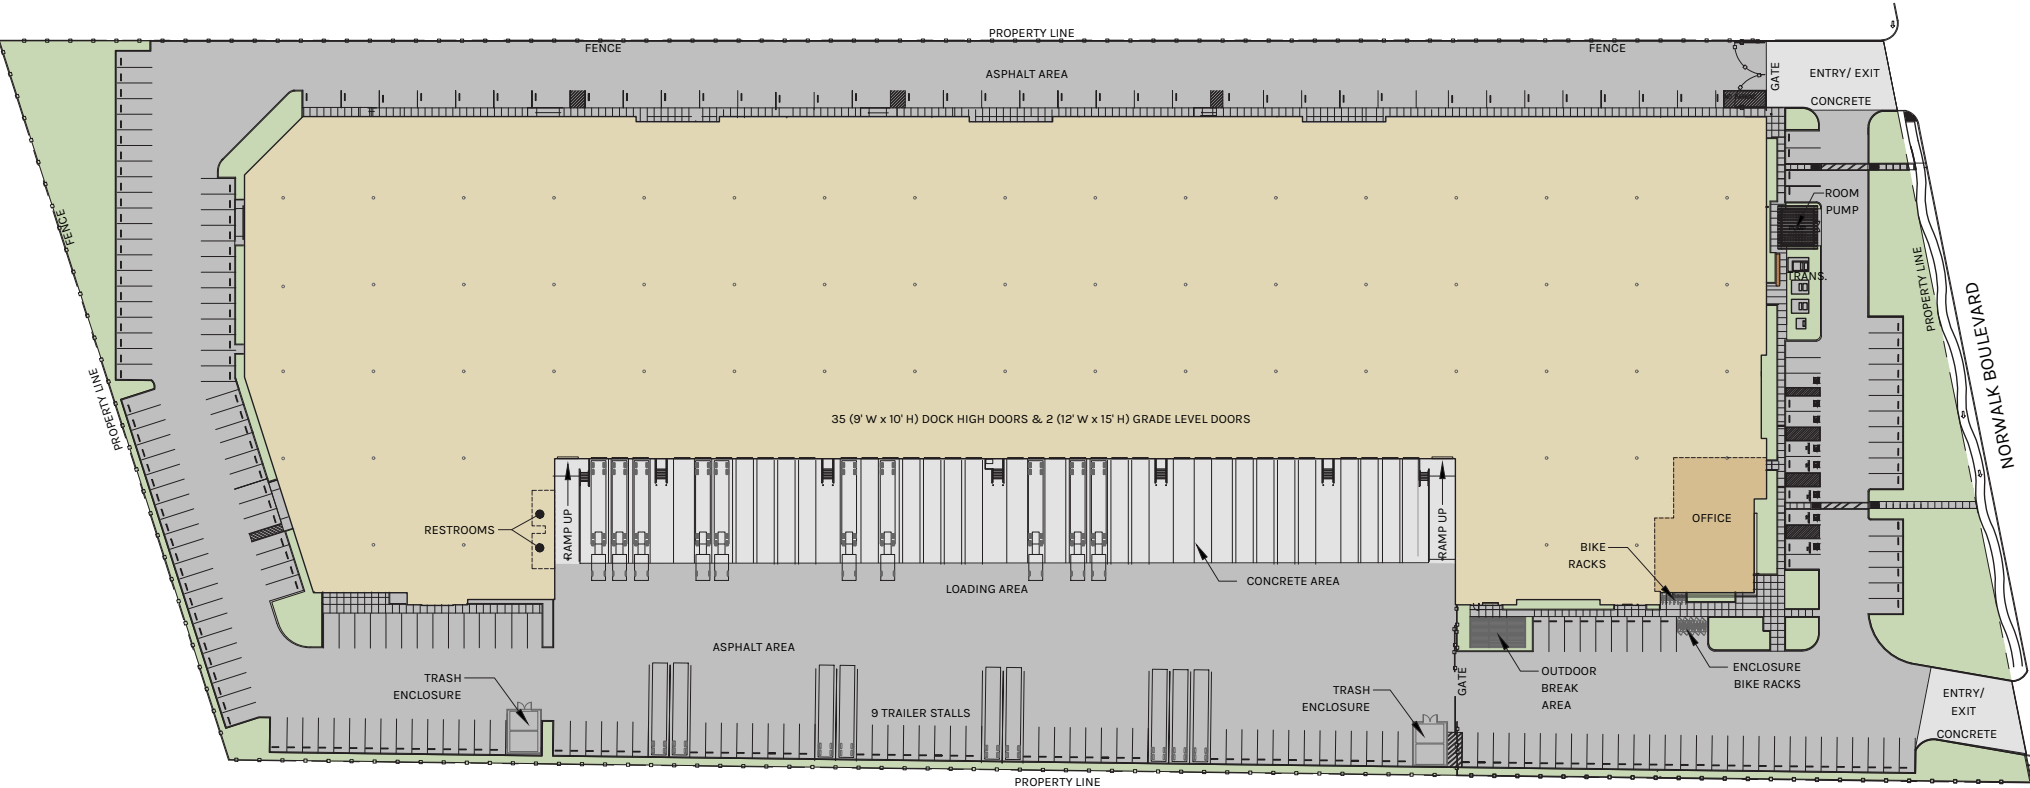 PROPERTY LINE
FENCE
FENCE
ASPHALT AREA
GATE
ENTRY/ EXIT
CONCRETE
ROOM
PUMP
FENCE
PROPERTY LINE
TRANS.
NORWALK BOULEVARD
PROPERTY LINE
35 (9' W x 10' H) DOCK HIGH DOORS & 2 (12' W x 15' H) GRADE LEVEL DOORS
RESTROOMS
RAMP UP
RAMP UP
OFFICE
BIKE
RACKS
CONCRETE AREA
LOADING AREA
ASPHALT AREA
TRASH
ENCLOSURE
9 TRAILER STALLS
TRASH
ENCLOSURE
GATE
OUTDOOR
BREAK
AREA
ENCLOSURE
BIKE RACKS
ENTRY/
EXIT
CONCRETE
PROPERTY LINE